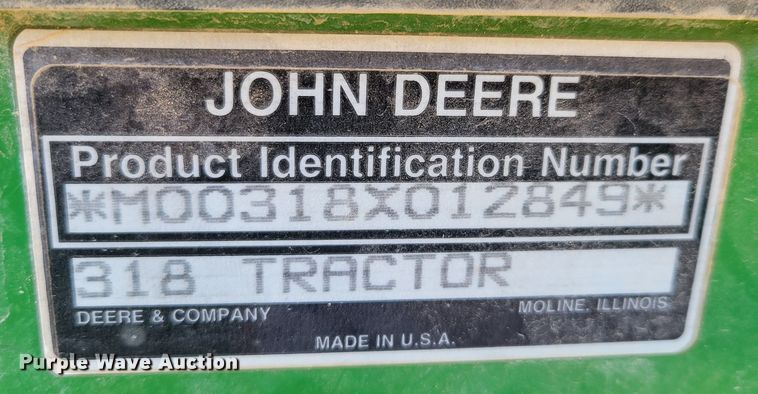 JOHN DEERE
Product Identification Number
*M00318X012849*
318 TRACTOR
DEERE & COMPANY MOLINE, ILLINOIS
MADE IN U.S.A.
Purple Wave Auction